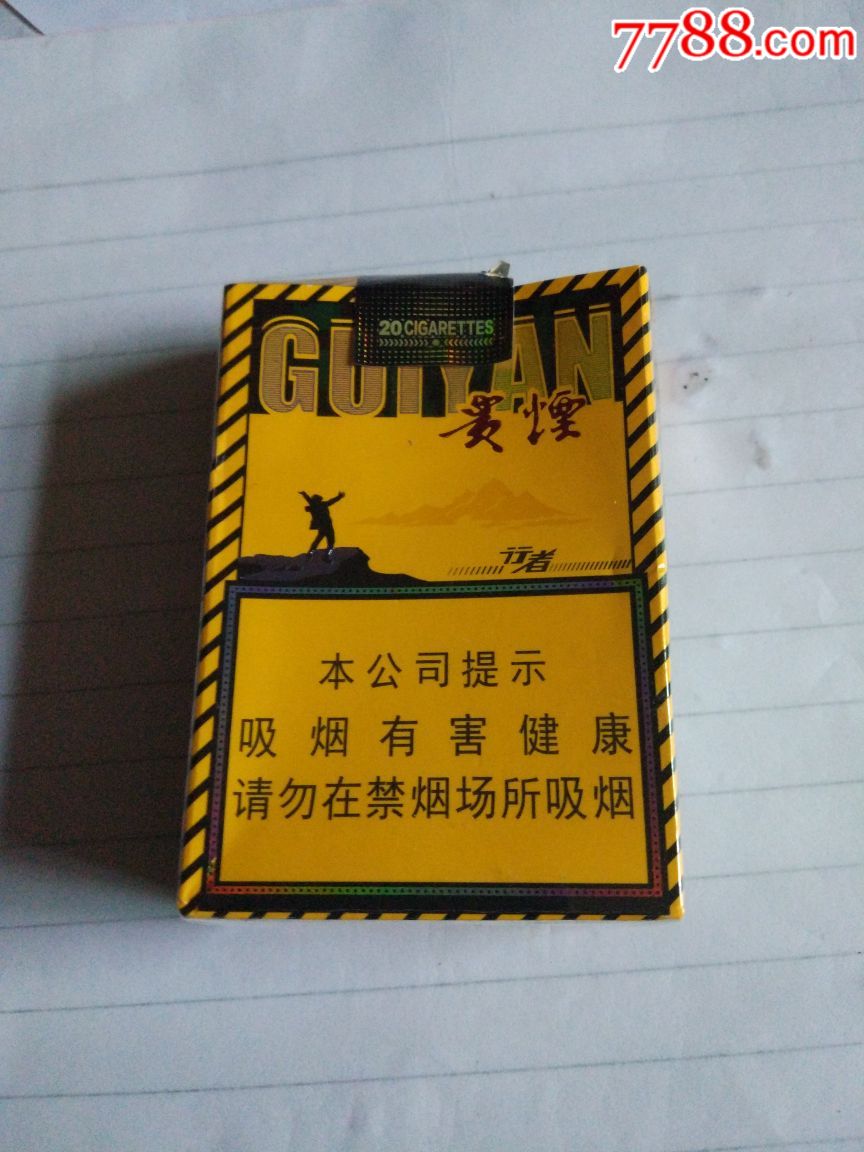 7788.com
20 CIGARETTES
GUIYAN
贵煙
行者
本公司提示
吸烟有害健康
请勿在禁烟场所吸烟